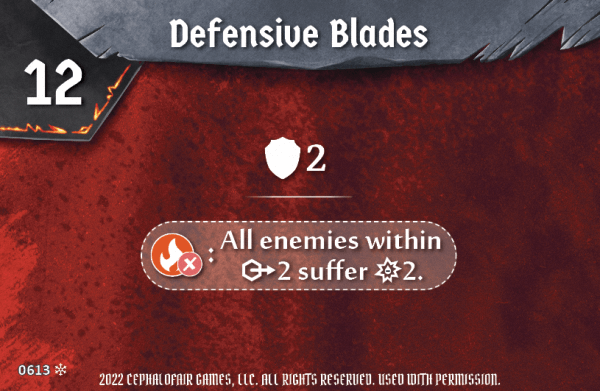 Defensive Blades
12
2
: All enemies within
2 suffer 2.
0613
2022 CEPHALOFAIR GAMES, LLC. ALL RIGHTS RESERVED. USED WITH PERMISSION.